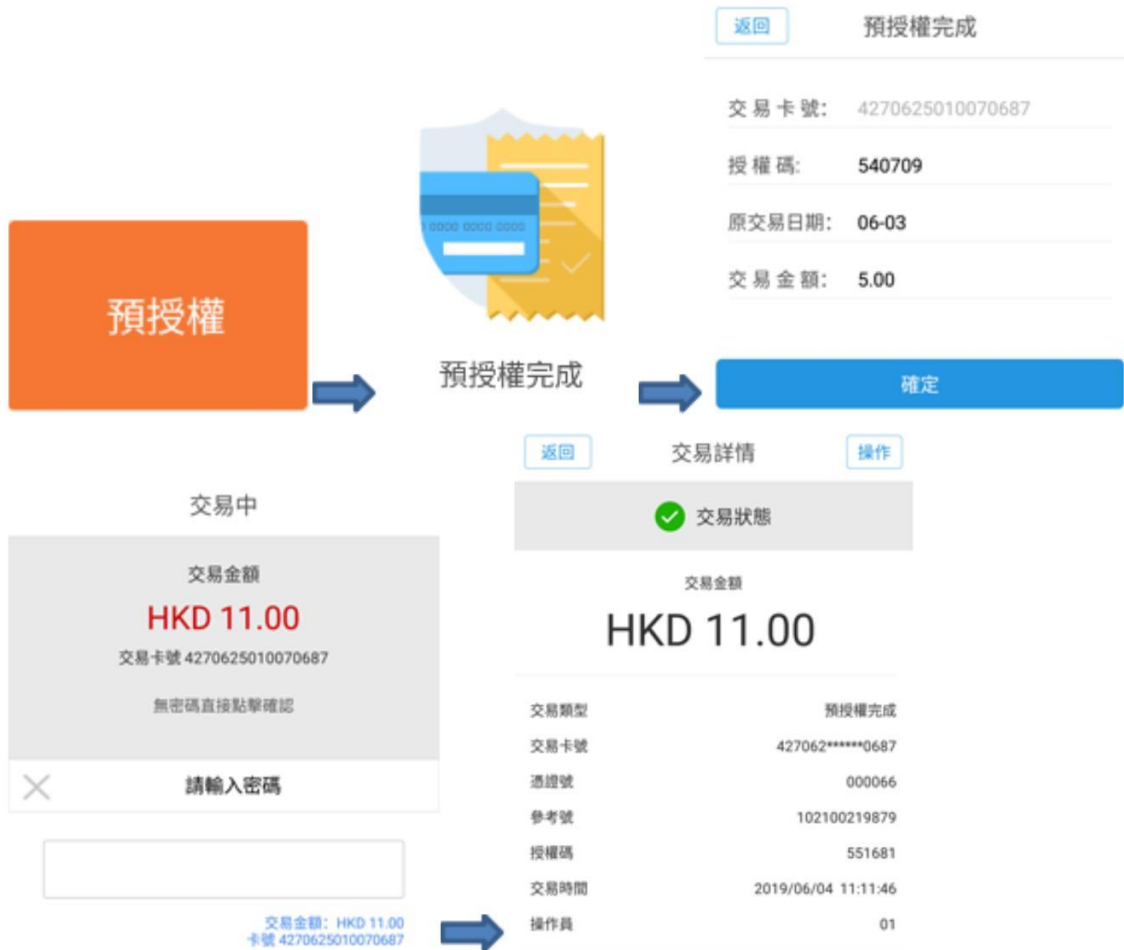 預授權
0000 0000 0000
預授權完成
返回
預授權完成
交易卡號: 4270625010070687
授權碼: 540709
原交易日期: 06-03
交易金額: 5.00
確定
交易中
交易金額
HKD 11.00
交易卡號 4270625010070687
無密碼直接點擊確認
請輸入密碼
交易金額: HKD 11.00
卡號 4270625010070687
返回
交易詳情
操作
交易狀態
交易金額
HKD 11.00
交易類型 預授權完成
交易卡號 427062******0687
憑證號 000066
參考號 102100219879
授權碼 551681
交易時間 2019/06/04 11:11:46
操作員 01